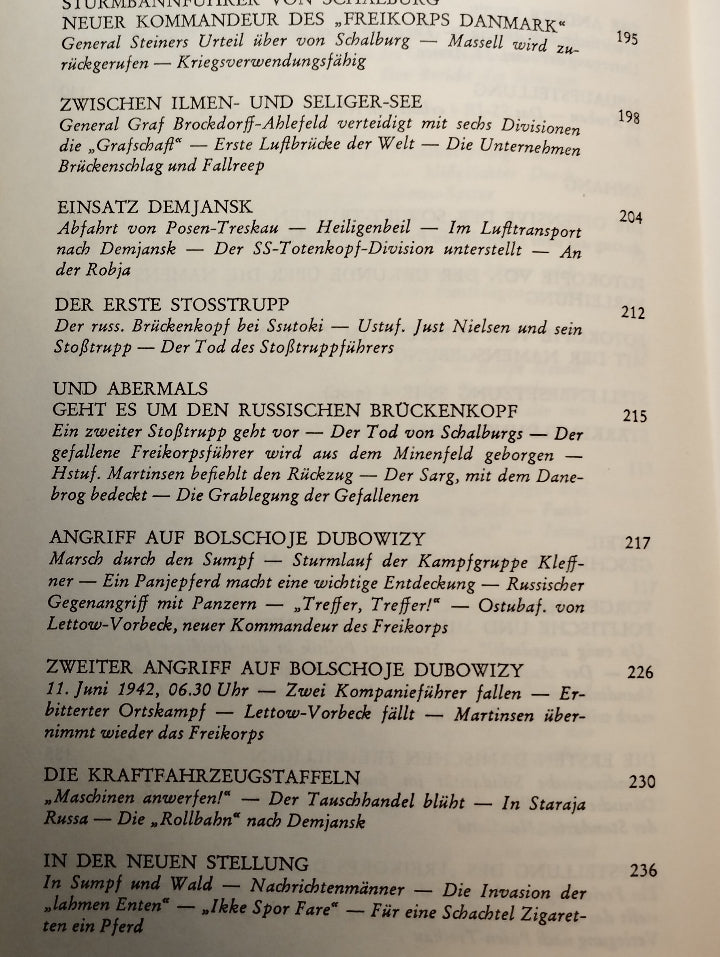 STURMBANNFÜHRER VON SCHALBURG
NEUER KOMMANDEUR DES „FREIKORPS DANMARK“ 195
General Steiners Urteil über von Schalburg — Massell wird zu-
rückgerufen — Kriegsverwendungsfähig
ZWISCHEN ILMEN- UND SELIGER-SEE 198
General Graf Brockdorff-Ahlefeld verteidigt mit sechs Divisionen
die „Grafschaft“ — Erste Luftbrücke der Welt — Die Unternehmen
Brückenschlag und Fallreep
EINSATZ DEMJANSK 204
Abfahrt von Posen-Treskau — Heiligenbeil — Im Lufttransport
nach Demjansk — Der SS-Totenkopf-Division unterstellt — An
der Robja
DER ERSTE STOSSTRUPP 212
Der russ. Brückenkopf bei Ssutoki — Ustuf. Just Nielsen und sein
Stoßtrupp — Der Tod des Stoßtruppführers
UND ABERMALS
GEHT ES UM DEN RUSSISCHEN BRÜCKENKOPF 215
Ein zweiter Stoßtrupp geht vor — Der Tod von Schalburgs — Der
gefallene Freikorpsführer wird aus dem Minenfeld geborgen —
Hstuf. Martinsen befiehlt den Rückzug — Der Sarg, mit dem Dane-
brog bedeckt — Die Grablegung der Gefallenen
ANGRIFF AUF BOLSCHOJE DUBOWIZY 217
Marsch durch den Sumpf — Sturmlauf der Kampfgruppe Kleff-
ner — Ein Panjepferd macht eine wichtige Entdeckung — Russischer
Gegenangriff mit Panzern — „Treffer, Treffer!“ — Ostubaf. von
Lettow-Vorbeck, neuer Kommandeur des Freikorps
ZWEITER ANGRIFF AUF BOLSCHOJE DUBOWIZY 226
11. Juni 1942, 06.30 Uhr — Zwei Kompanieführer fallen — Er-
bitterter Ortskampf — Lettow-Vorbeck fällt — Martinsen über-
nimmt wieder das Freikorps
DIE KRAFTFAHRZEUGSTAFFELN 230
„Maschinen anwerfen!“ — Der Tauschhandel blüht — In Staraja
Russa — Die „Rollbahn“ nach Demjansk
IN DER NEUEN STELLUNG 236
In Sumpf und Wald — Nachrichtenmänner — Die Invasion der
„lahmen Enten“ — „Ikke Spor Fare“ — Für eine Schachtel Zigaret-
ten ein Pferd